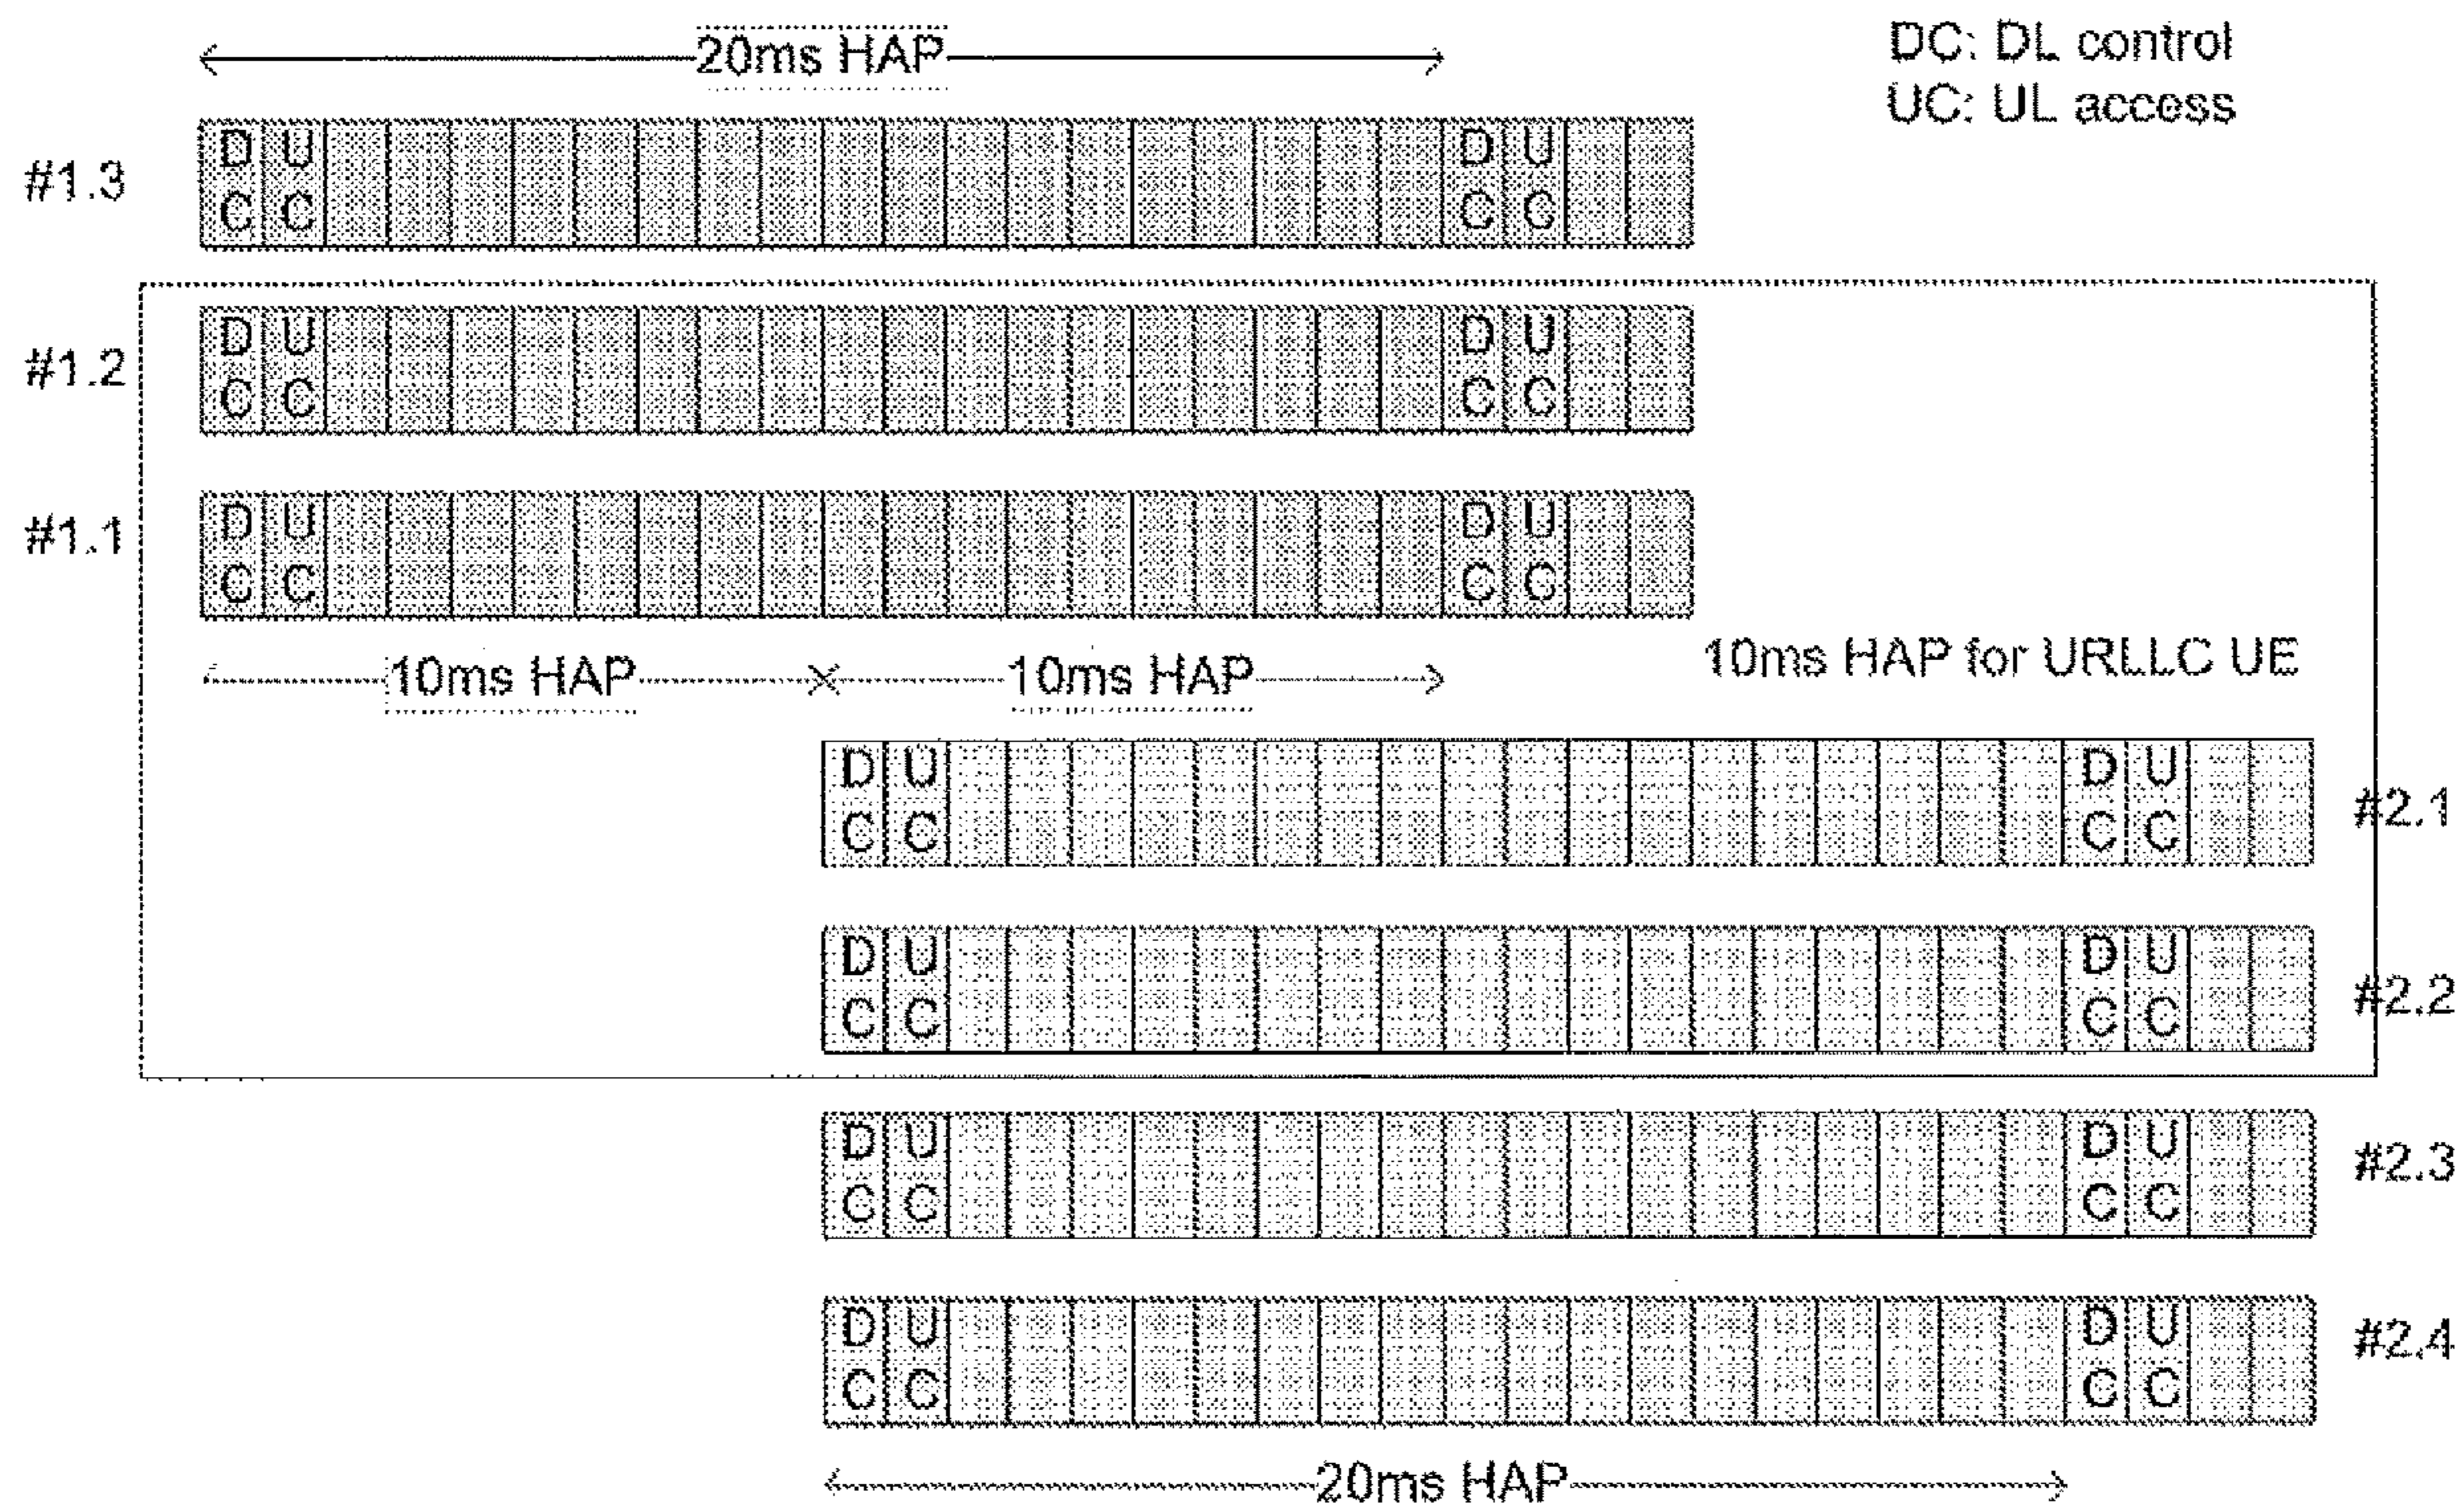 20ms HAP
DC: DL control
UC: UL access
#1.3
D U D U
C C C C
#1.2
D U D U
C C C C
#1.1
D U D U
C C C C
10ms HAP 10ms HAP 10ms HAP for URLLC UE
D U D U
C C C C
#2.1
D U D U
C C C C
#2.2
D U D U
C C C C
#2.3
D U D U
C C C C
#2.4
20ms HAP